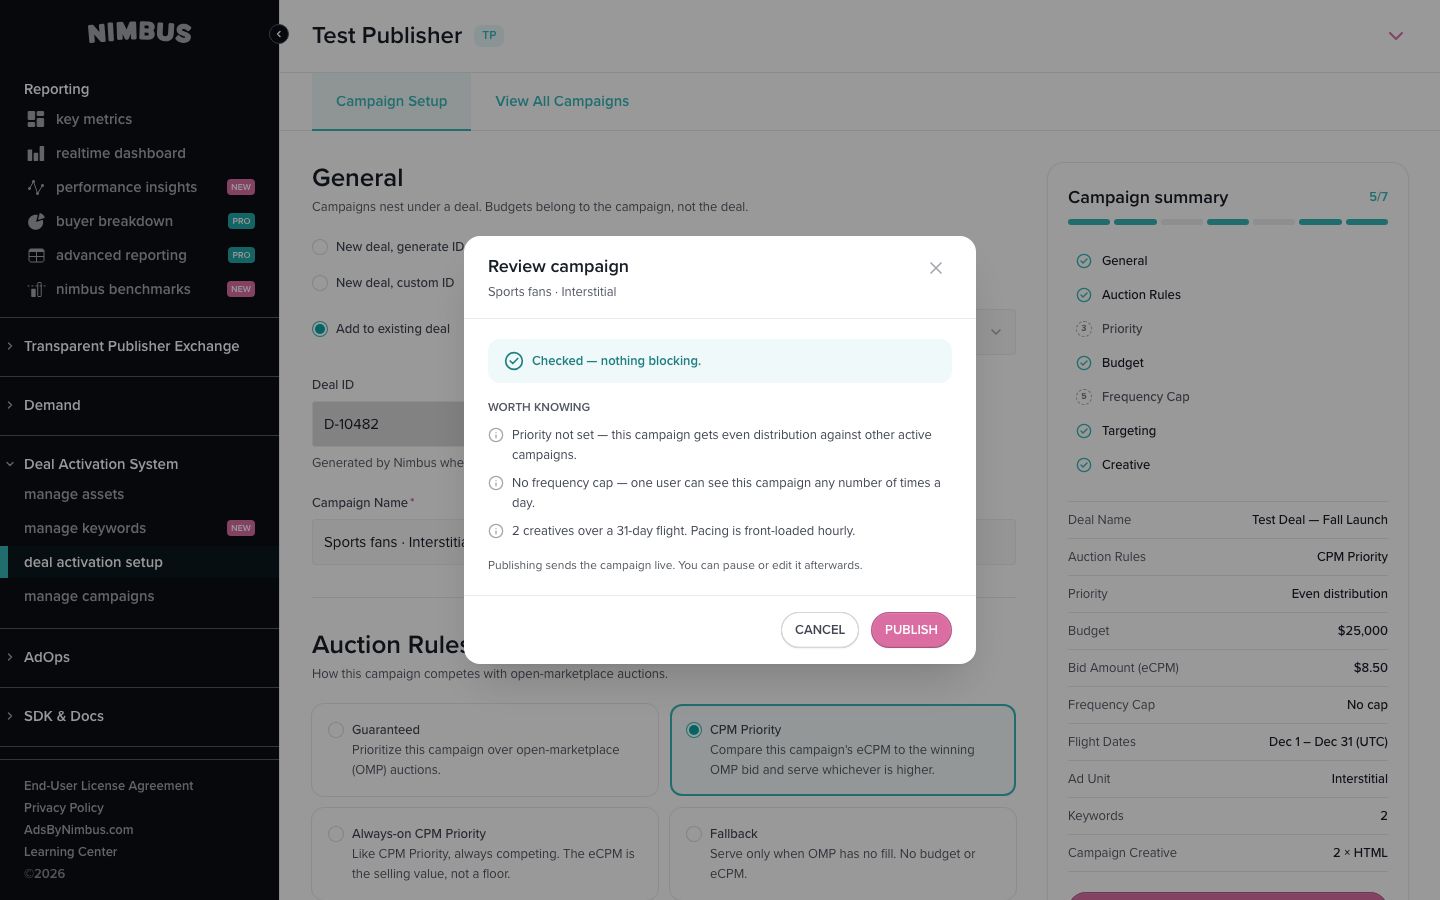 NIMBUS
Reporting
key metrics
realtime dashboard
performance insights NEW
buyer breakdown PRO
advanced reporting PRO
nimbus benchmarks NEW
Transparent Publisher Exchange
Demand
Deal Activation System
manage assets
manage keywords NEW
deal activation setup
manage campaigns
AdOps
SDK & Docs
End-User License Agreement
Privacy Policy
AdsByNimbus.com
Learning Center
©2026
Test Publisher TP
Campaign Setup View All Campaigns
General
Campaigns nest under a deal. Budgets belong to the campaign, not the deal.
New deal, generate ID
New deal, custom ID
Add to existing deal
Deal ID
D-10482
Generated by Nimbus whe
Campaign Name*
Sports fans · Interstitia
Auction Rules
How this campaign competes with open-marketplace auctions.
Guaranteed
Prioritize this campaign over open-marketplace
(OMP) auctions.
CPM Priority
Compare this campaign's eCPM to the winning
OMP bid and serve whichever is higher.
Always-on CPM Priority
Like CPM Priority, always competing. The eCPM is
the selling value, not a floor.
Fallback
Serve only when OMP has no fill. No budget or
eCPM.
Review campaign
Sports fans · Interstitial
Checked — nothing blocking.
WORTH KNOWING
Priority not set — this campaign gets even distribution against other active
campaigns.
No frequency cap — one user can see this campaign any number of times a
day.
2 creatives over a 31-day flight. Pacing is front-loaded hourly.
Publishing sends the campaign live. You can pause or edit it afterwards.
CANCEL PUBLISH
Campaign summary 5/7
General
Auction Rules
3 Priority
Budget
5 Frequency Cap
Targeting
Creative
Deal Name Test Deal — Fall Launch
Auction Rules CPM Priority
Priority Even distribution
Budget $25,000
Bid Amount (eCPM) $8.50
Frequency Cap No cap
Flight Dates Dec 1 – Dec 31 (UTC)
Ad Unit Interstitial
Keywords 2
Campaign Creative 2 × HTML